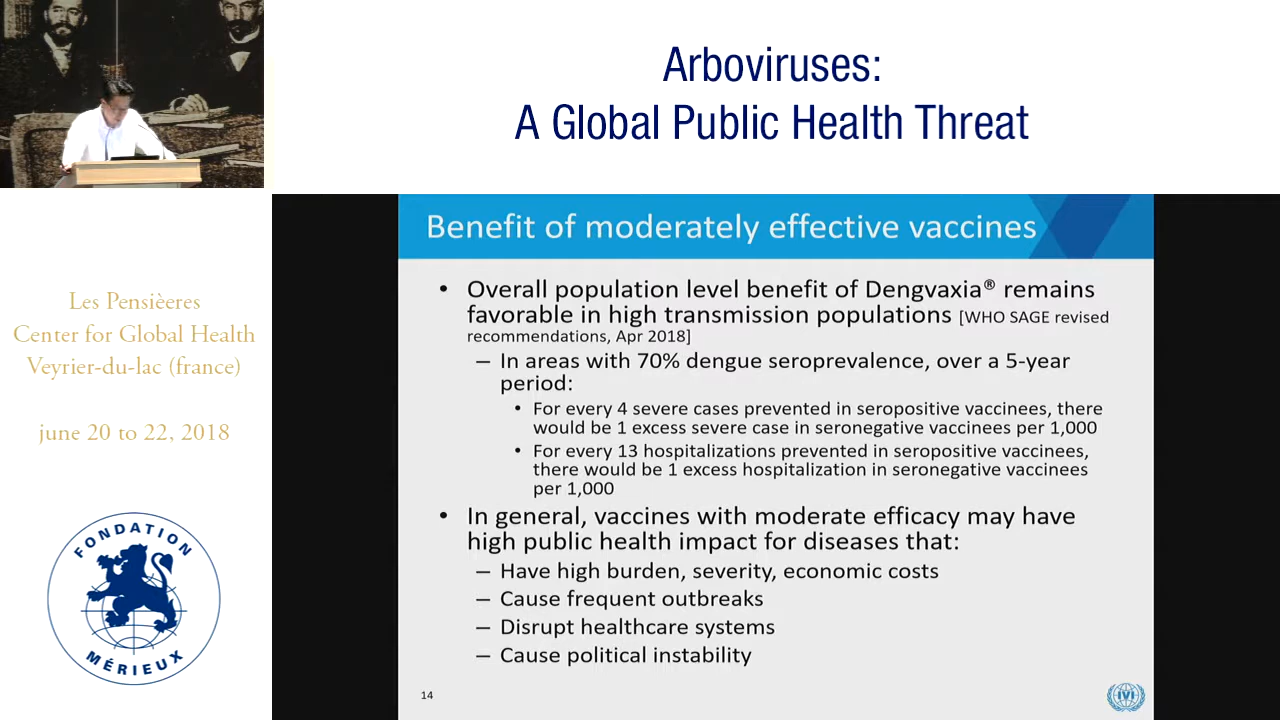 Arboviruses:
A Global Public Health Threat
Les Pensièeres
Center for Global Health
Veyrier-du-lac (france)
june 20 to 22, 2018
FONDATION
MÉRIEUX
Benefit of moderately effective vaccines
• Overall population level benefit of Dengvaxia® remains
favorable in high transmission populations [WHO SAGE revised
recommendations, Apr 2018]
– In areas with 70% dengue seroprevalence, over a 5-year
period:
• For every 4 severe cases prevented in seropositive vaccinees, there
would be 1 excess severe case in seronegative vaccinees per 1,000
• For every 13 hospitalizations prevented in seropositive vaccinees,
there would be 1 excess hospitalization in seronegative vaccinees
per 1,000
• In general, vaccines with moderate efficacy may have
high public health impact for diseases that:
– Have high burden, severity, economic costs
– Cause frequent outbreaks
– Disrupt healthcare systems
– Cause political instability
14
IVI